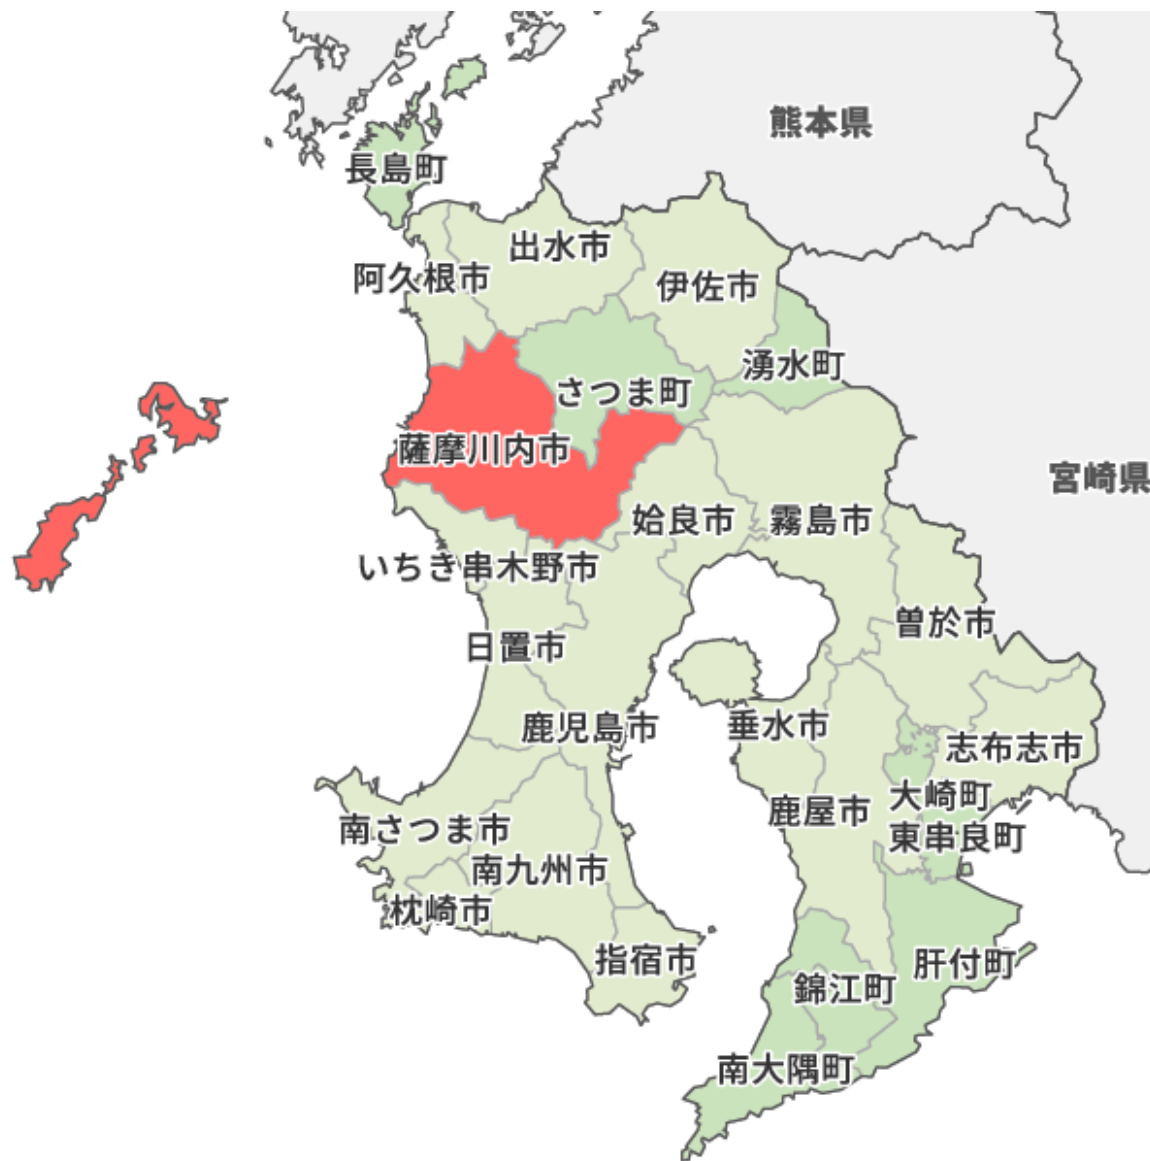 熊本県
長島町
出水市
阿久根市
伊佐市
湧水町
さつま町
薩摩川内市
宮崎県
姶良市
霧島市
いちき串木野市
曽於市
日置市
鹿児島市
垂水市
志布志市
大崎町
鹿屋市
南さつま市
東串良町
南九州市
枕崎市
指宿市
肝付町
錦江町
南大隅町